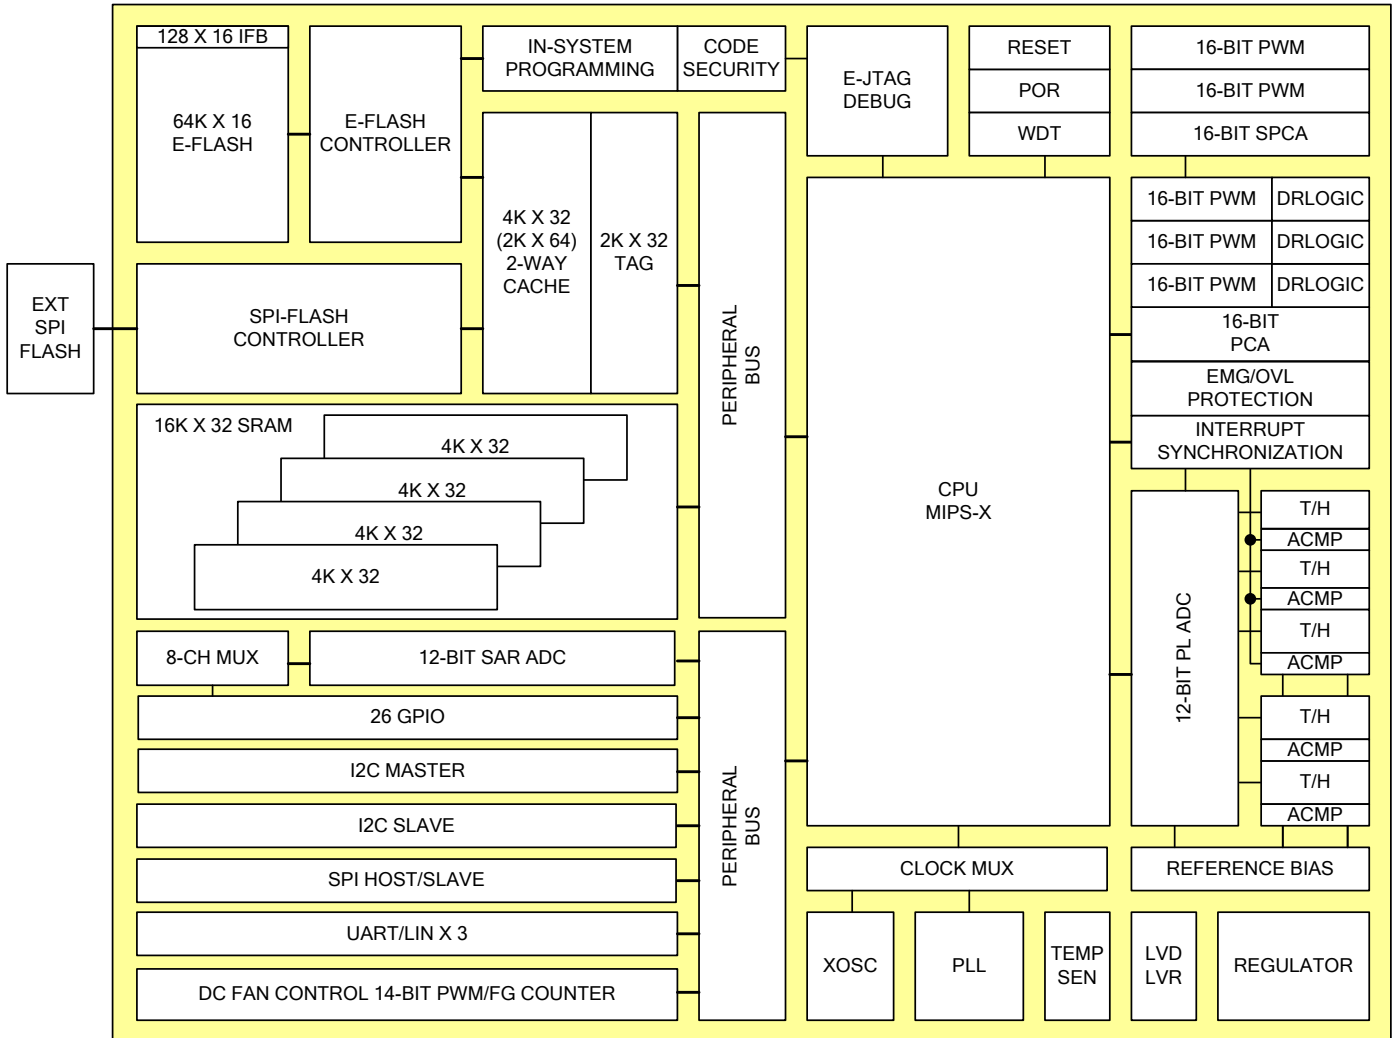 128 X 16 IFB
64K X 16
E-FLASH
E-FLASH
CONTROLLER
IN-SYSTEM
PROGRAMMING
CODE
SECURITY
E-JTAG
DEBUG
RESET
POR
WDT
16-BIT PWM
16-BIT PWM
16-BIT SPCA
4K X 32
(2K X 64)
2-WAY
CACHE
2K X 32
TAG
PERIPHERAL
BUS
CPU
MIPS-X
16-BIT PWM
DRLOGIC
16-BIT PWM
DRLOGIC
16-BIT PWM
DRLOGIC
16-BIT
PCA
EMG/OVL
PROTECTION
INTERRUPT
SYNCHRONIZATION
EXT
SPI
FLASH
SPI-FLASH
CONTROLLER
16K X 32 SRAM
4K X 32
4K X 32
4K X 32
4K X 32
12-BIT PL ADC
T/H
ACMP
T/H
ACMP
T/H
ACMP
T/H
ACMP
T/H
ACMP
8-CH MUX
12-BIT SAR ADC
26 GPIO
I2C MASTER
I2C SLAVE
SPI HOST/SLAVE
UART/LIN X 3
DC FAN CONTROL 14-BIT PWM/FG COUNTER
PERIPHERAL
BUS
CLOCK MUX
REFERENCE BIAS
XOSC
PLL
TEMP
SEN
LVD
LVR
REGULATOR